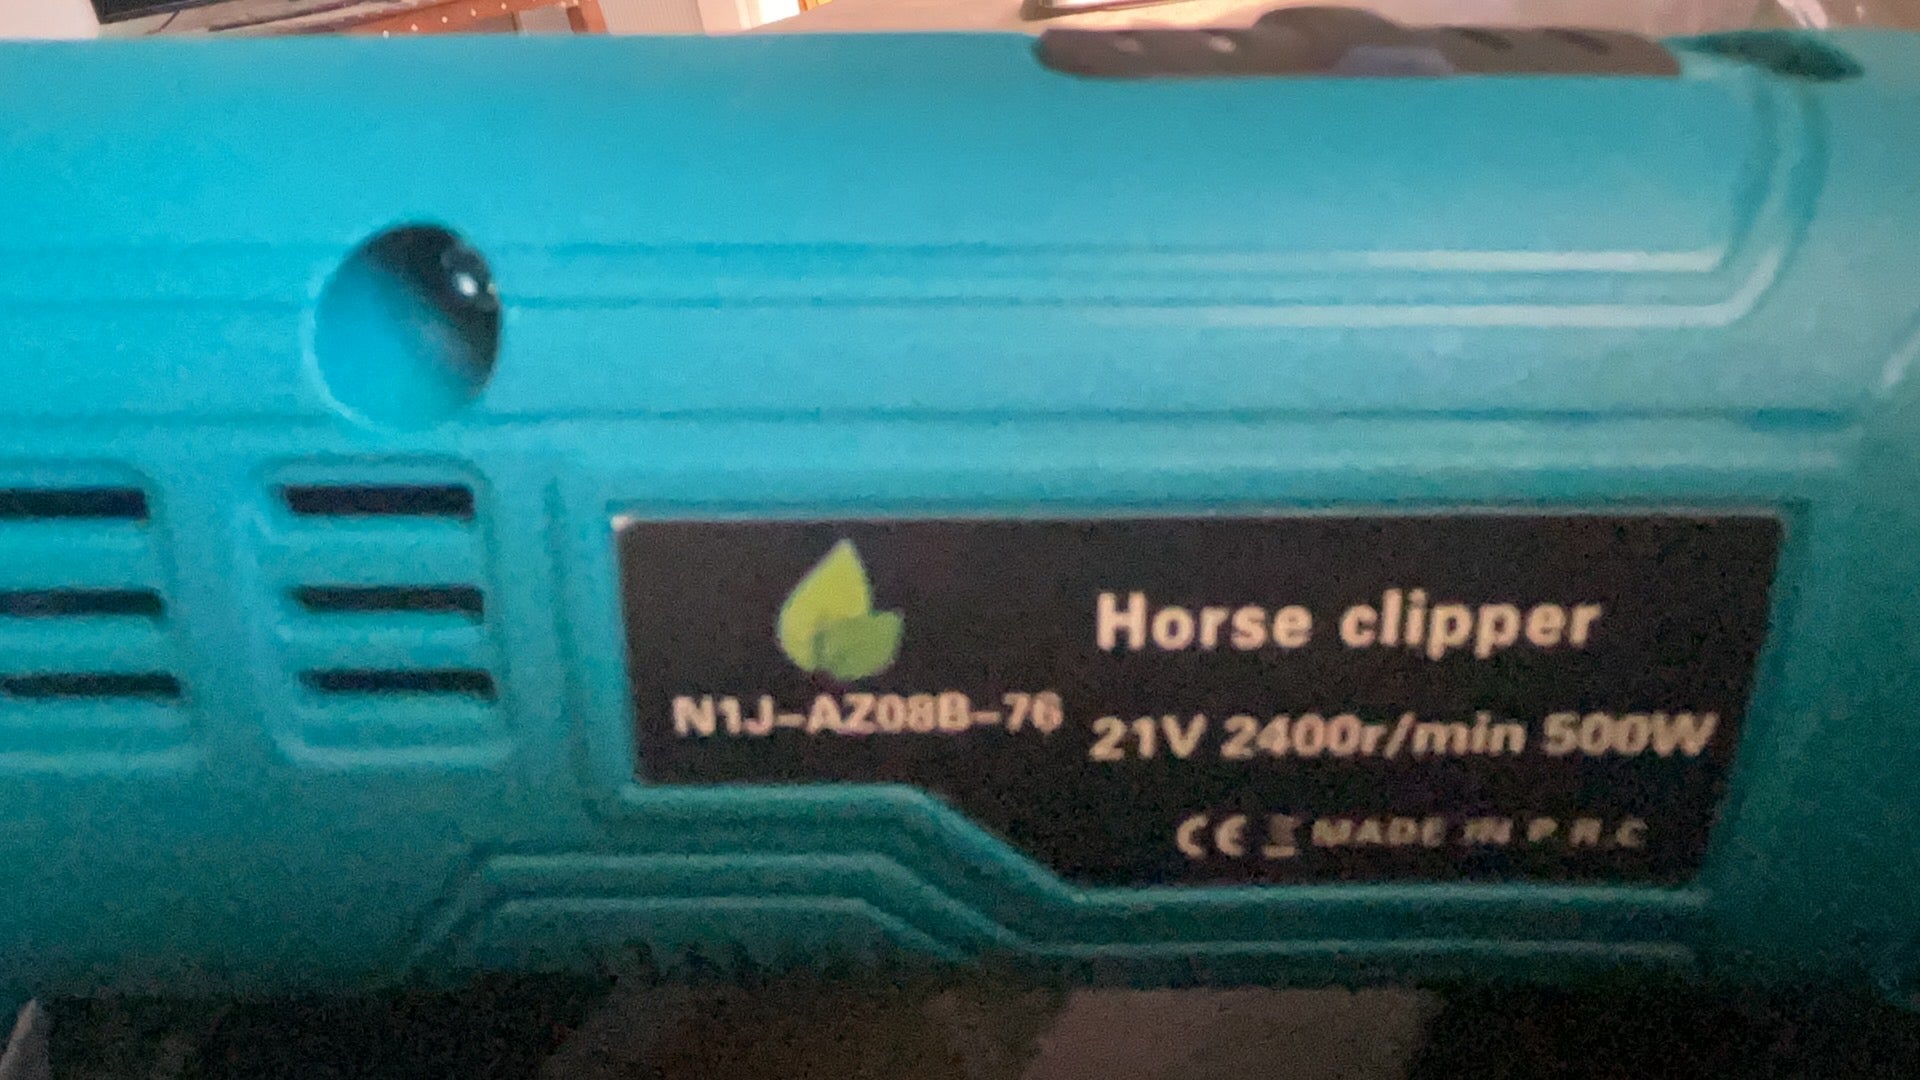 Horse clipper
N1J-AZ08B-76
21V 2400r/min 500W
CE MADE IN P.R.C